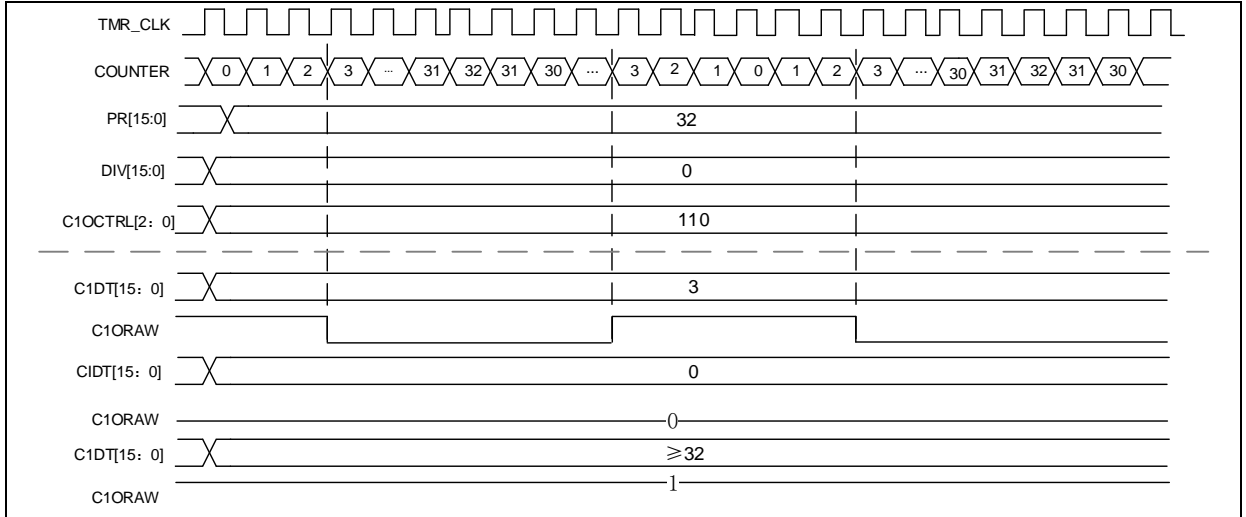 TMR_CLK
COUNTER 0 1 2 3 ... 31 32 31 30 ... 3 2 1 0 1 2 3 ... 30 31 32 31 30
PR[15:0] 32
DIV[15:0] 0
C1OCTRL[2：0] 110
C1DT[15：0] 3
C1ORAW
CIDT[15：0] 0
C1ORAW 0
C1DT[15：0] ≥32
C1ORAW 1